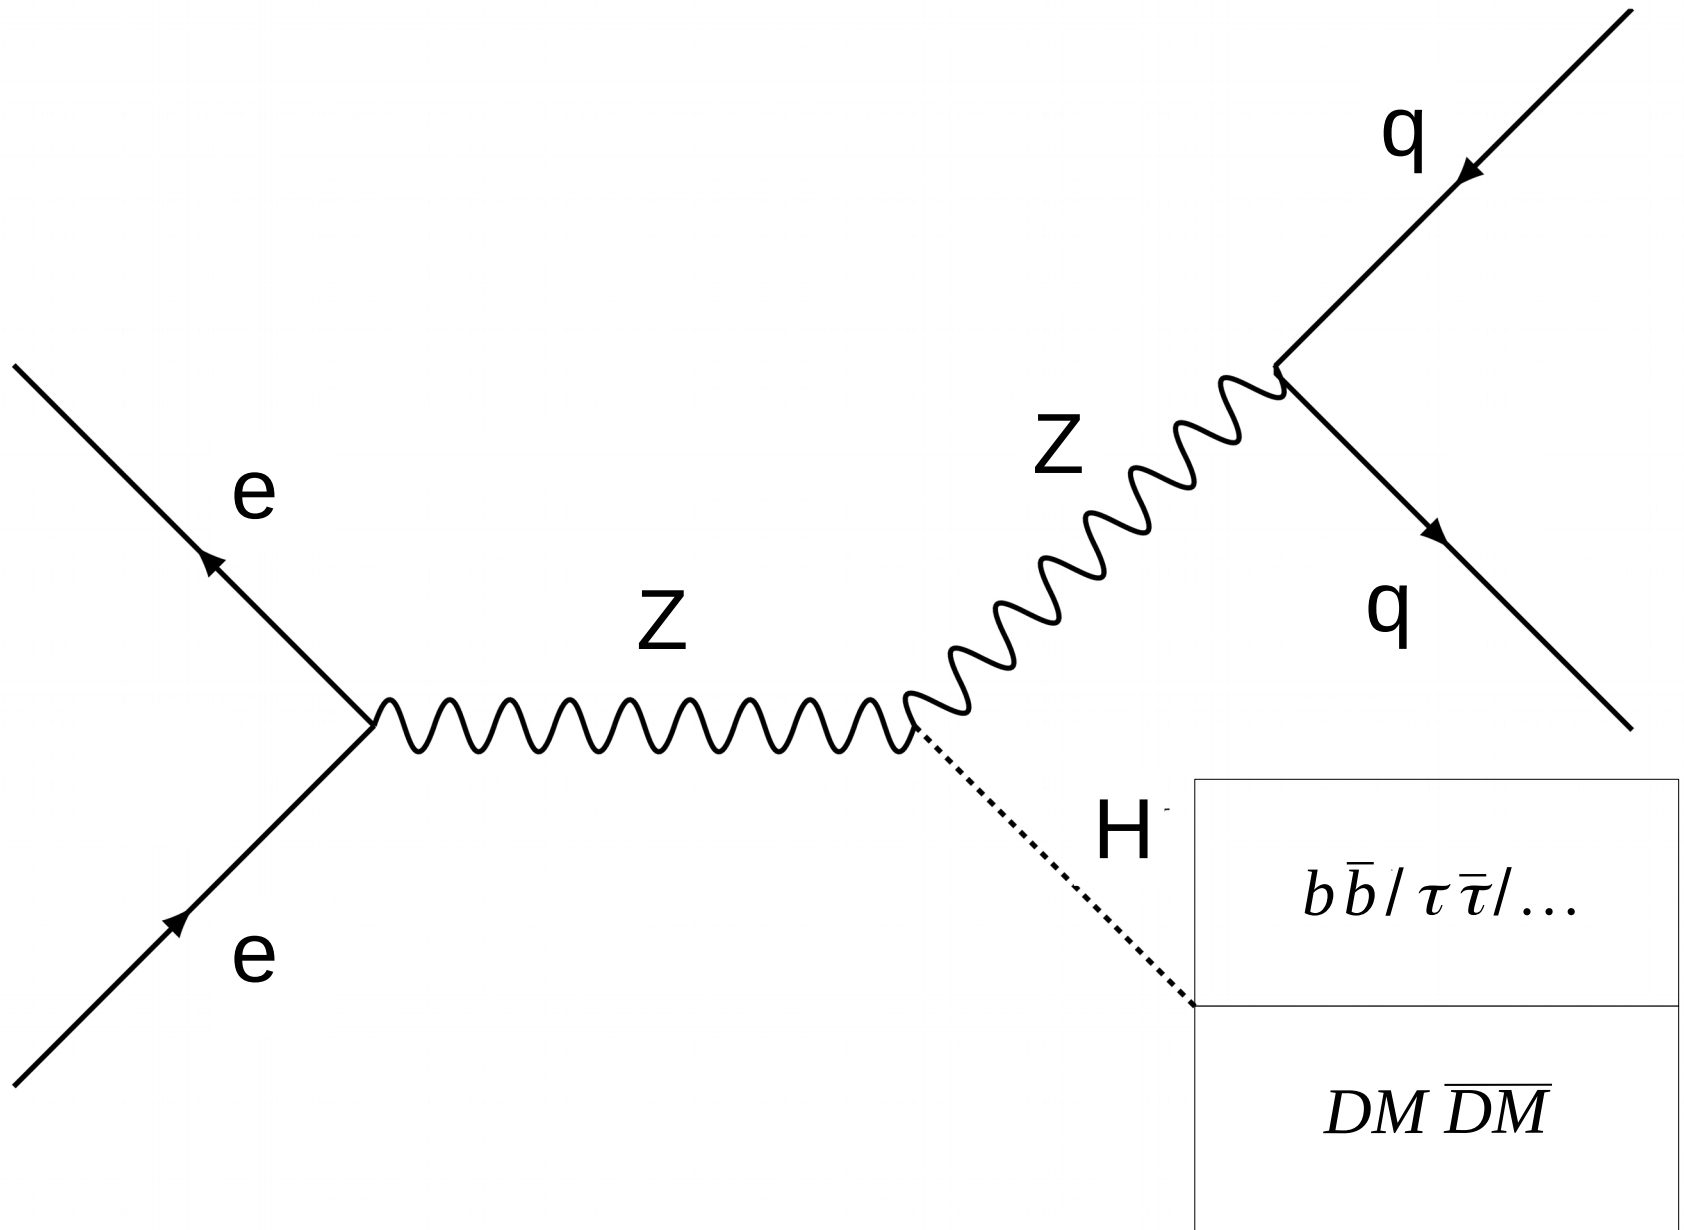 q
Z
e
Z
q
H
b b̅ / τ τ̅ / ...
e
DM D̅M̅